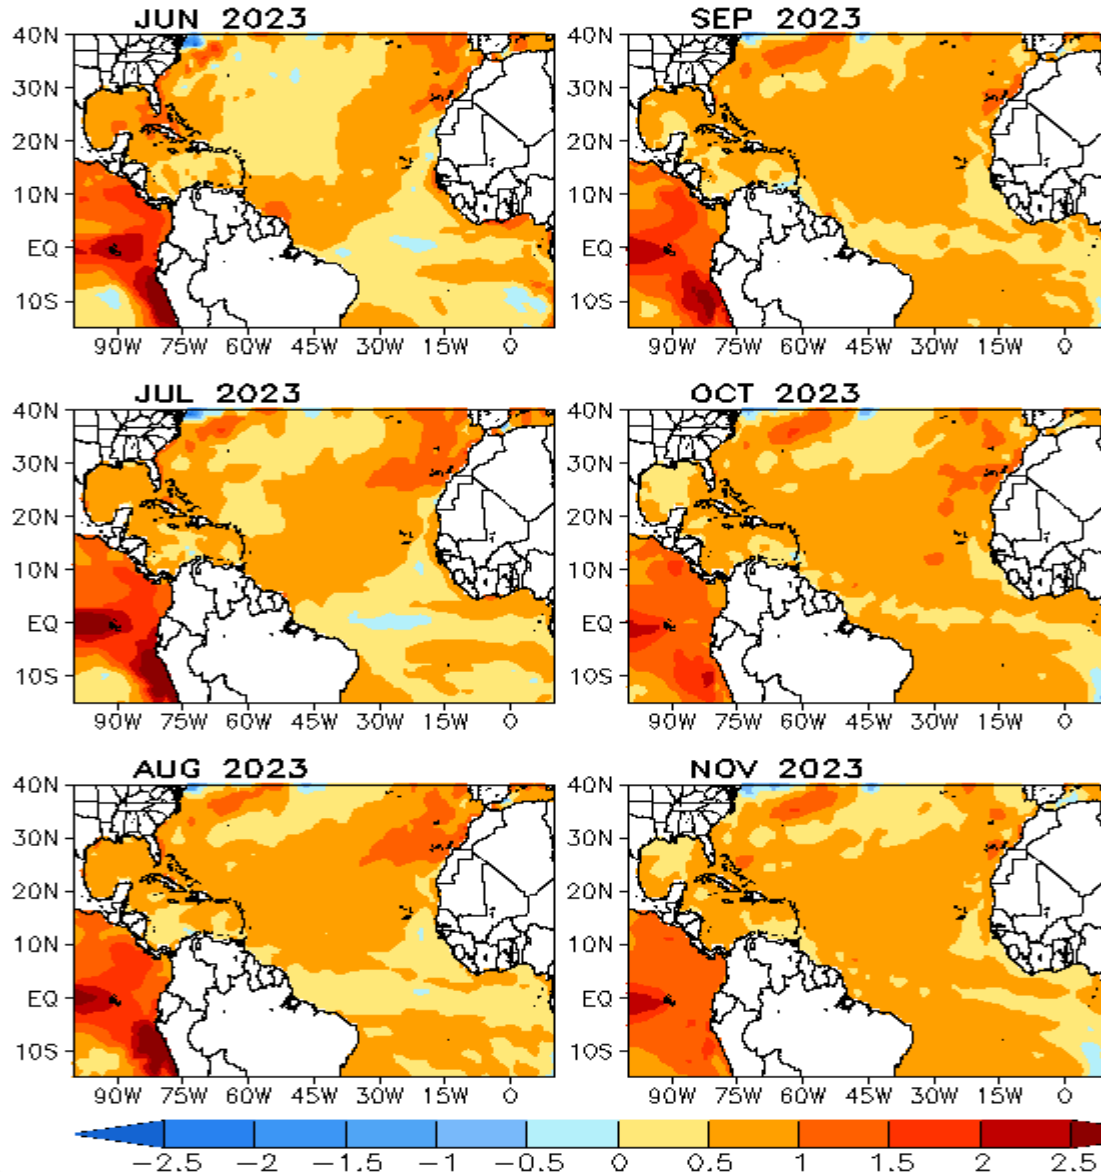 JUN 2023
SEP 2023
40N
30N
20N
10N
EQ
10S
90W 75W 60W 45W 30W 15W 0
40N
30N
20N
10N
EQ
10S
90W 75W 60W 45W 30W 15W 0
JUL 2023
OCT 2023
40N
30N
20N
10N
EQ
10S
90W 75W 60W 45W 30W 15W 0
40N
30N
20N
10N
EQ
10S
90W 75W 60W 45W 30W 15W 0
AUG 2023
NOV 2023
40N
30N
20N
10N
EQ
10S
90W 75W 60W 45W 30W 15W 0
40N
30N
20N
10N
EQ
10S
90W 75W 60W 45W 30W 15W 0
-2.5 -2 -1.5 -1 -0.5 0 0.5 1 1.5 2 2.5